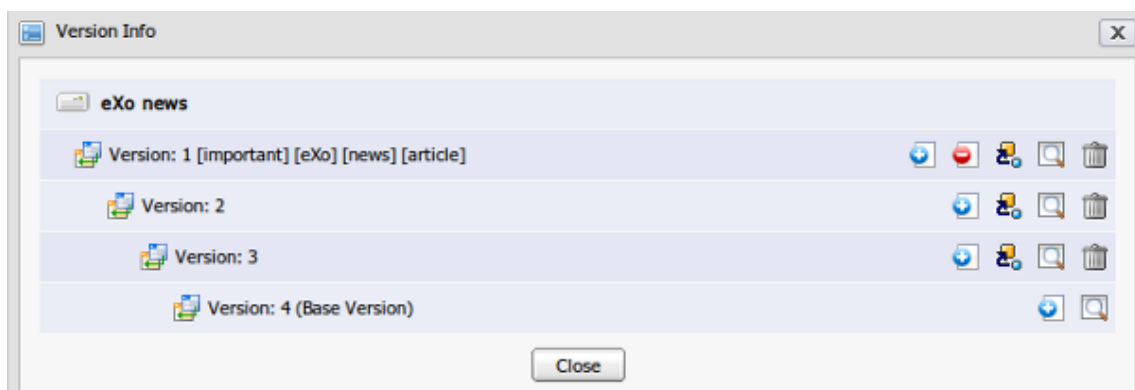 Version Info
X
eXo news
Version: 1 [important] [eXo] [news] [article]
Version: 2
Version: 3
Version: 4 (Base Version)
Close